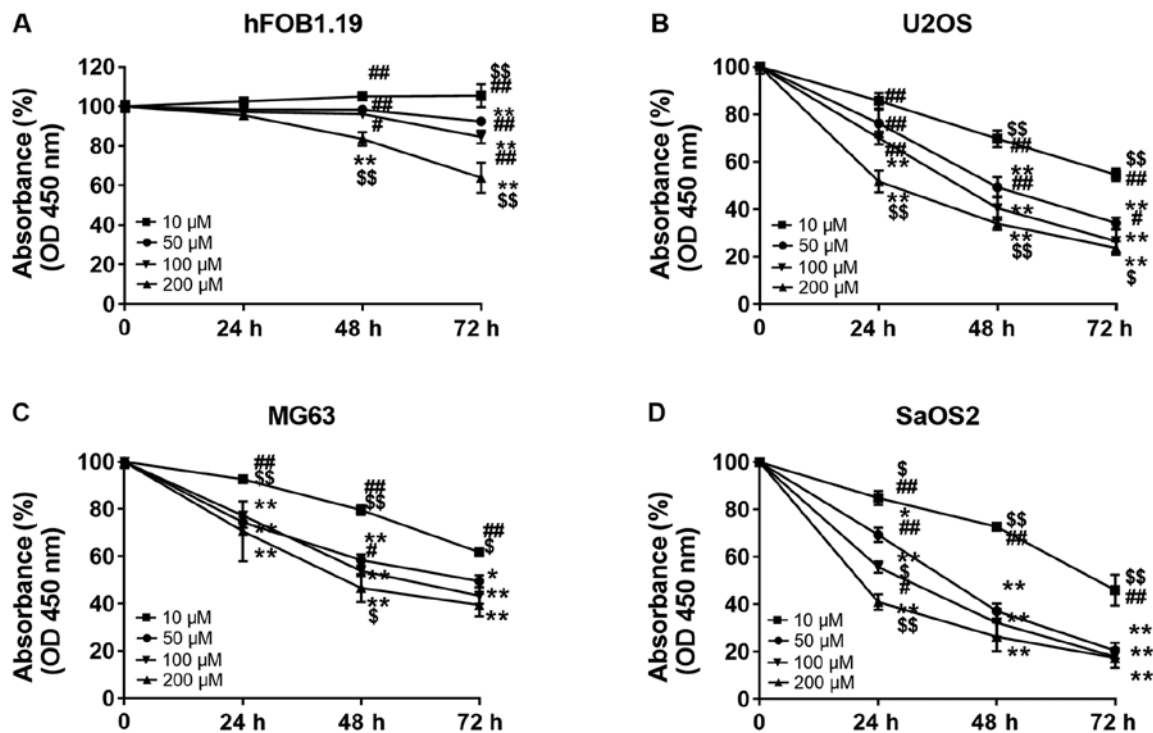 A
hFOB1.19
Absorbance (%)
(OD 450 nm)
120
100
80
60
40
20
0
0
24 h
48 h
72 h
10 µM
50 µM
100 µM
200 µM
##
##
#
**
$$
$$
##
**
##
**
##
**
$$
B
U2OS
Absorbance (%)
(OD 450 nm)
100
80
60
40
20
0
0
24 h
48 h
72 h
10 µM
50 µM
100 µM
200 µM
##
##
##
**
**
$$
$$
##
**
##
**
**
$$
$$
##
**
#
**
**
$
C
MG63
Absorbance (%)
(OD 450 nm)
100
80
60
40
20
0
0
24 h
48 h
72 h
10 µM
50 µM
100 µM
200 µM
##
$$
**
**
**
##
$$
**
#
**
**
$
##
$
*
**
**
D
SaOS2
Absorbance (%)
(OD 450 nm)
100
80
60
40
20
0
0
24 h
48 h
72 h
10 µM
50 µM
100 µM
200 µM
$
##
*
##
**
$
#
**
$$
$$
##
**
**
**
$$
##
**
**
**